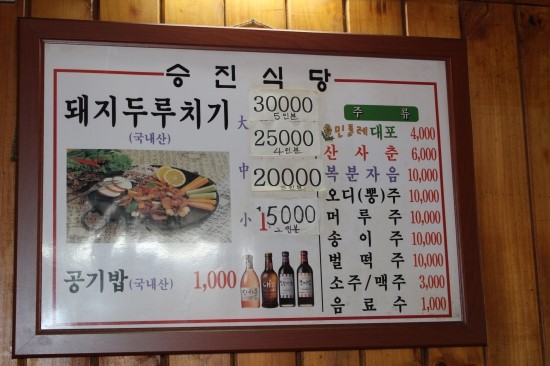 승진식당
돼지두루치기
(국내산)
大
30000
5인분
25000
4인분
中
20000
小
15000
공기밥(국내산) 1,000
주류
민들레대포 4,000
산사춘 6,000
복분자음 10,000
오디(뽕)주 10,000
머루주 10,000
송이주 10,000
벌떡주 10,000
소주/맥주 3,000
음료수 1,000